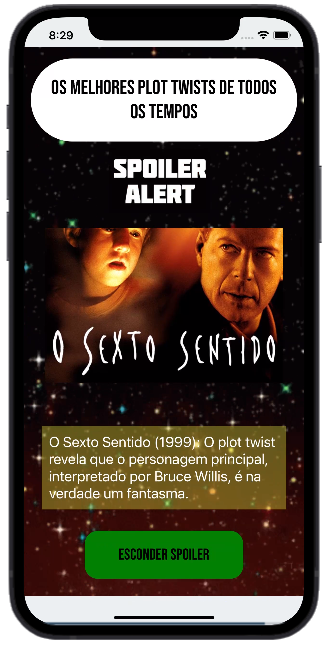 8:29
OS MELHORES PLOT TWISTS DE TODOS
OS TEMPOS
SPOILER
ALERT
O SEXTO SENTIDO
O Sexto Sentido (1999): O plot twist
revela que o personagem principal,
interpretado por Bruce Willis, é na
verdade um fantasma.
ESCONDER SPOILER